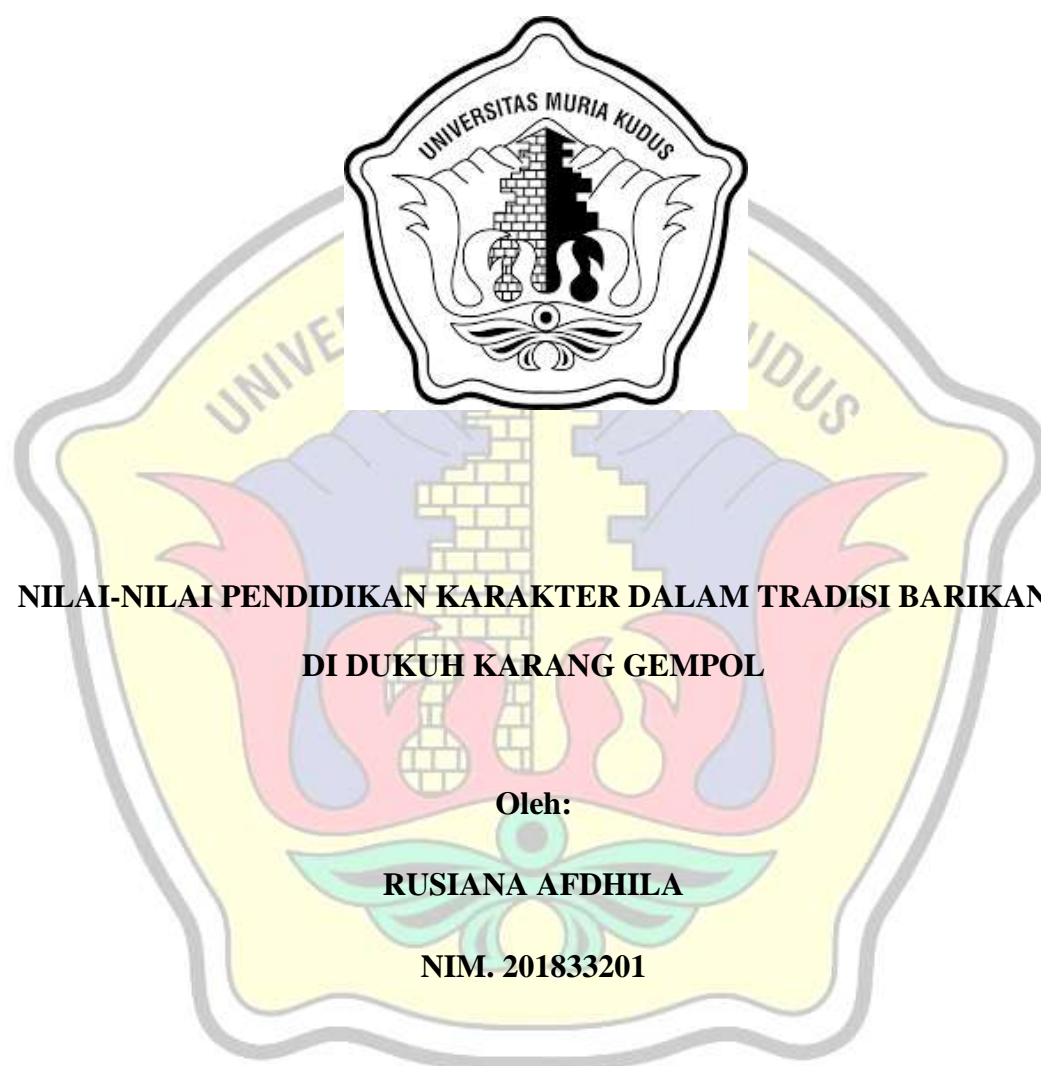 UNIVERSITAS MURIA KUDUS
NILAI-NILAI PENDIDIKAN KARAKTER DALAM TRADISI BARIKAN
DI DUKUH KARANG GEMPOL
Oleh:
RUSIANA AFDHILA
NIM. 201833201